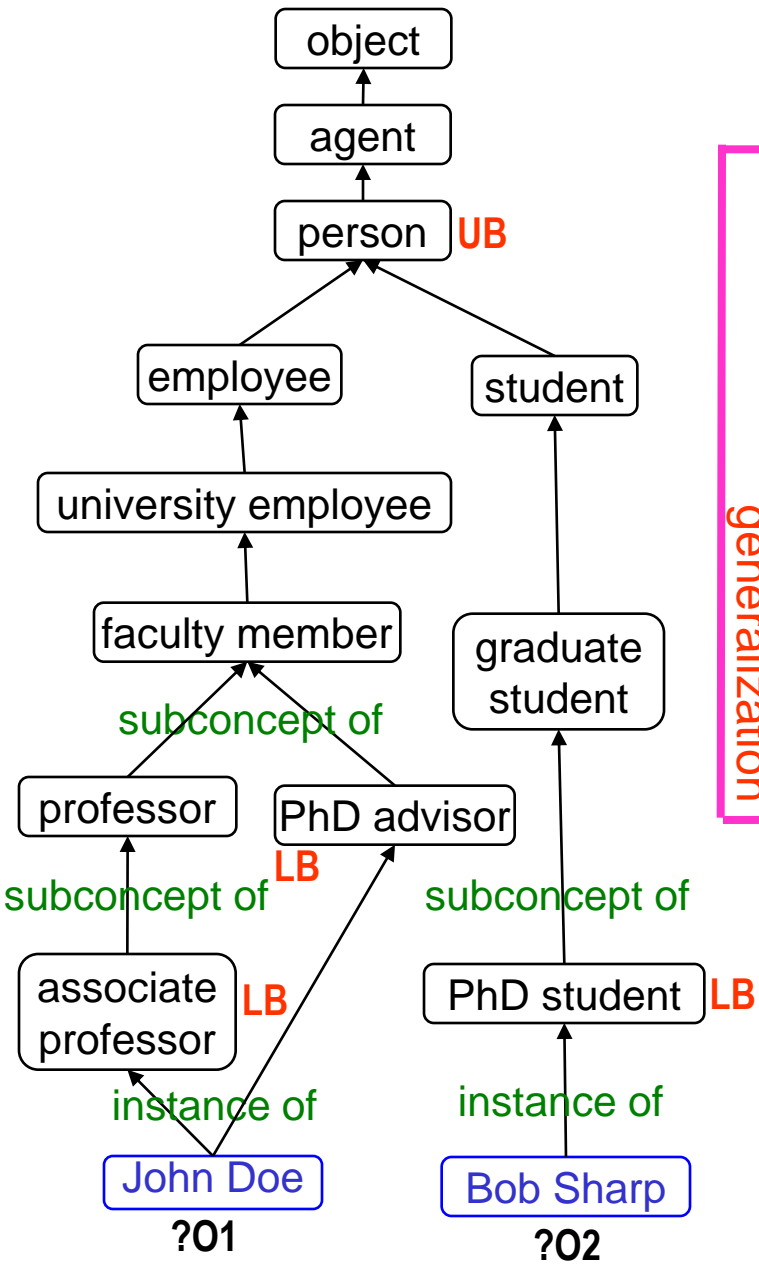 object
agent
person UB
employee
student
university employee
generalization
faculty member
graduate
student
subconcept of
professor
PhD advisor
LB
subconcept of
subconcept of
associate
professor
LB
PhD student LB
instance of
instance of
John Doe
Bob Sharp
?O1
?O2